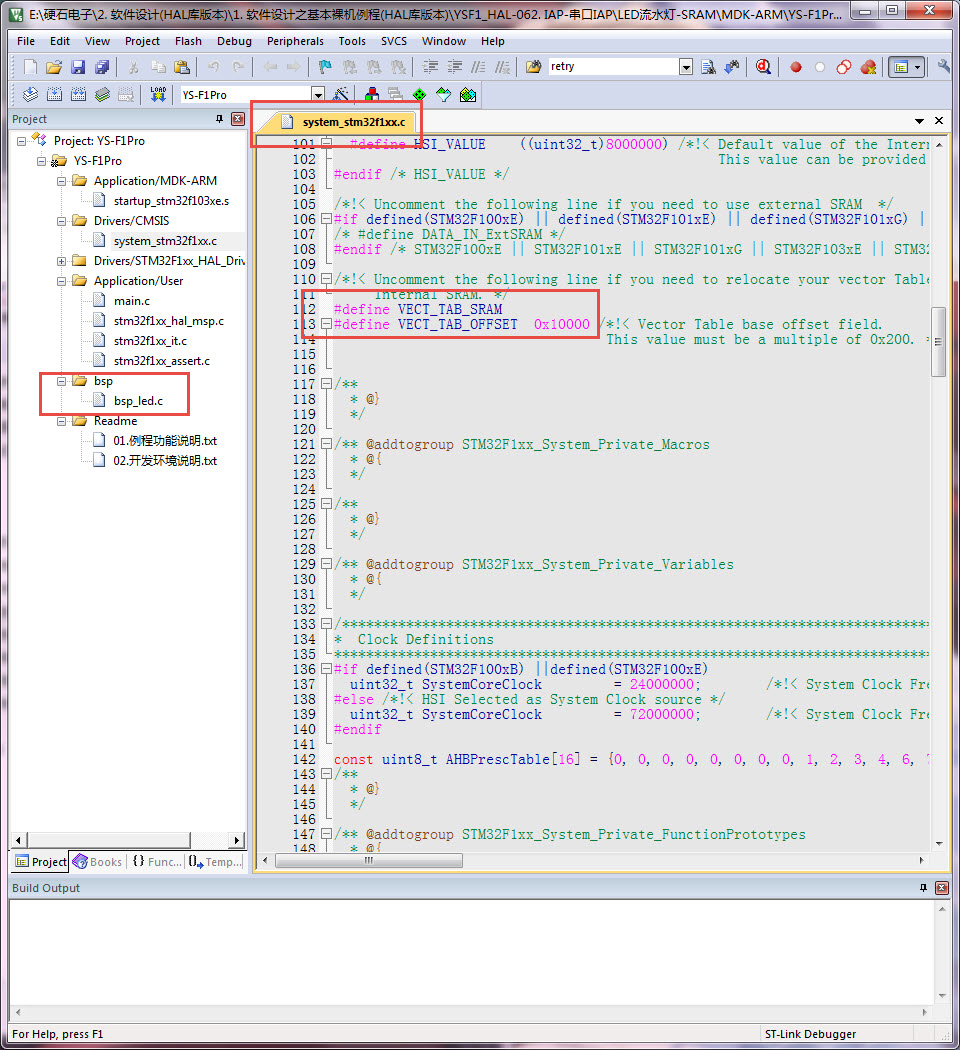 E:\硬石电子\2. 软件设计(HAL库版本)\1. 软件设计之基本裸机例程(HAL库版本)\YSF1_HAL-062. IAP-串口IAP\LED流水灯-SRAM\MDK-ARM\YS-F1Pr...
File Edit View Project Flash Debug Peripherals Tools SVCS Window Help
retry
LOAD YS-F1Pro
Project
Project: YS-F1Pro
YS-F1Pro
Application/MDK-ARM
startup_stm32f103xe.s
Drivers/CMSIS
system_stm32f1xx.c
Drivers/STM32F1xx_HAL_Driv
Application/User
main.c
stm32f1xx_hal_msp.c
stm32f1xx_it.c
stm32f1xx_assert.c
bsp
bsp_led.c
Readme
01.例程功能说明.txt
02.开发环境说明.txt
Project Books {} Func... Temp...
system_stm32f1xx.c
101 #define HSI_VALUE ((uint32_t)8000000) /*!< Default value of the Inter
102 This value can be provided
103 #endif /* HSI_VALUE */
104
105 /*!< Uncomment the following line if you need to use external SRAM */
106 #if defined(STM32F100xE) || defined(STM32F101xE) || defined(STM32F101xG) |
107 /* #define DATA_IN_ExtSRAM */
108 #endif /* STM32F100xE || STM32F101xE || STM32F101xG || STM32F103xE || STM32
109
110 /*!< Uncomment the following line if you need to relocate your vector Table
111 Internal SRAM. */
112 #define VECT_TAB_SRAM
113 #define VECT_TAB_OFFSET 0x10000 /*!< Vector Table base offset field.
114 This value must be a multiple of 0x200. *
115
116
117 /**
118 * @}
119 */
120
121 /** @addtogroup STM32F1xx_System_Private_Macros
122 * @{
123 */
124
125 /**
126 * @}
127 */
128
129 /** @addtogroup STM32F1xx_System_Private_Variables
130 * @{
131 */
132
133 /*******************************************************************************
134 * Clock Definitions
135 *******************************************************************************
136 #if defined(STM32F100xB) ||defined(STM32F100xE)
137 uint32_t SystemCoreClock = 24000000; /*!< System Clock Fre
138 #else /*!< HSI Selected as System Clock source */
139 uint32_t SystemCoreClock = 72000000; /*!< System Clock Fre
140 #endif
141
142 const uint8_t AHBPrescTable[16] = {0, 0, 0, 0, 0, 0, 0, 0, 1, 2, 3, 4, 6, 7
143 /**
144 * @}
145 */
146
147 /** @addtogroup STM32F1xx_System_Private_FunctionPrototypes
148 * @{
Build Output
For Help, press F1
ST-Link Debugger